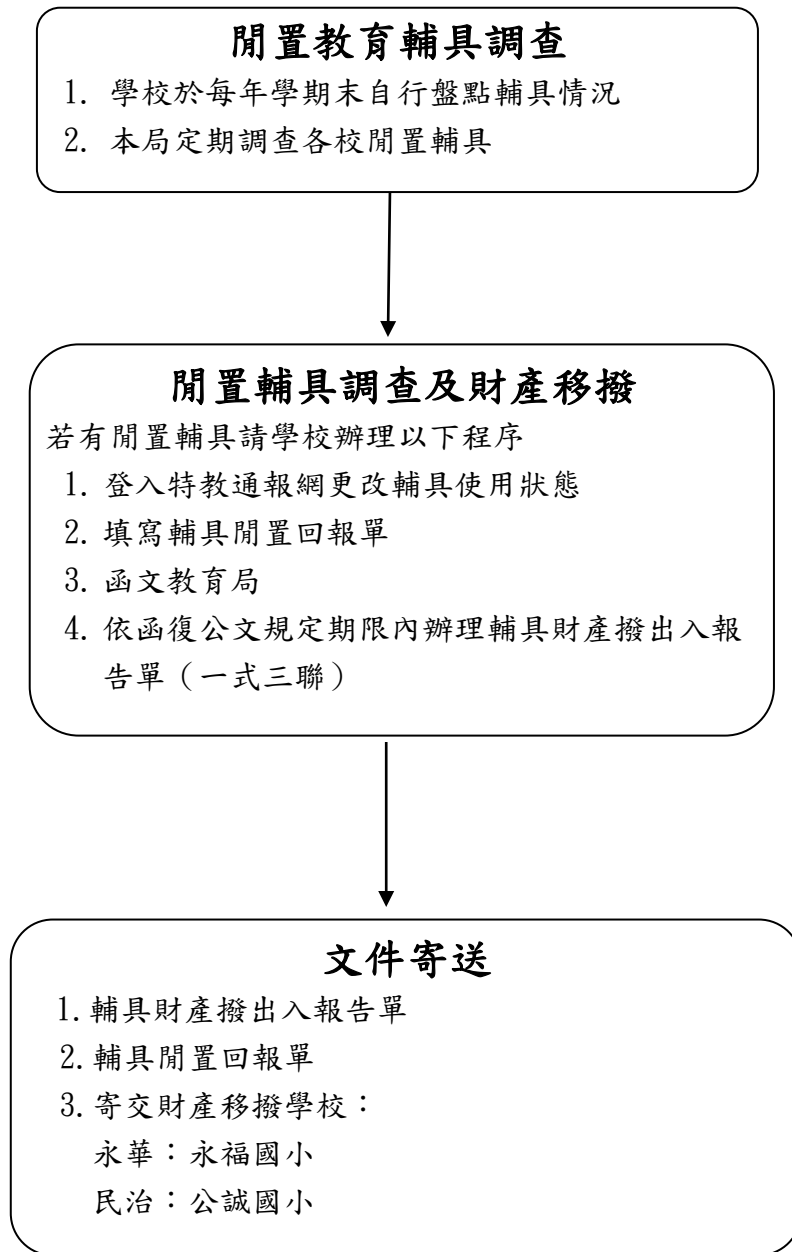 閒置教育輔具調查
1. 學校於每年學期末自行盤點輔具情況
2. 本局定期調查各校閒置輔具
閒置輔具調查及財產移撥
若有閒置輔具請學校辦理以下程序
1. 登入特教通報網更改輔具使用狀態
2. 填寫輔具閒置回報單
3. 函文教育局
4. 依函復公文規定期限內辦理輔具財產撥出入報
告單（一式三聯）
文件寄送
1. 輔具財產撥出入報告單
2. 輔具閒置回報單
3. 寄交財產移撥學校：
永華：永福國小
民治：公誠國小